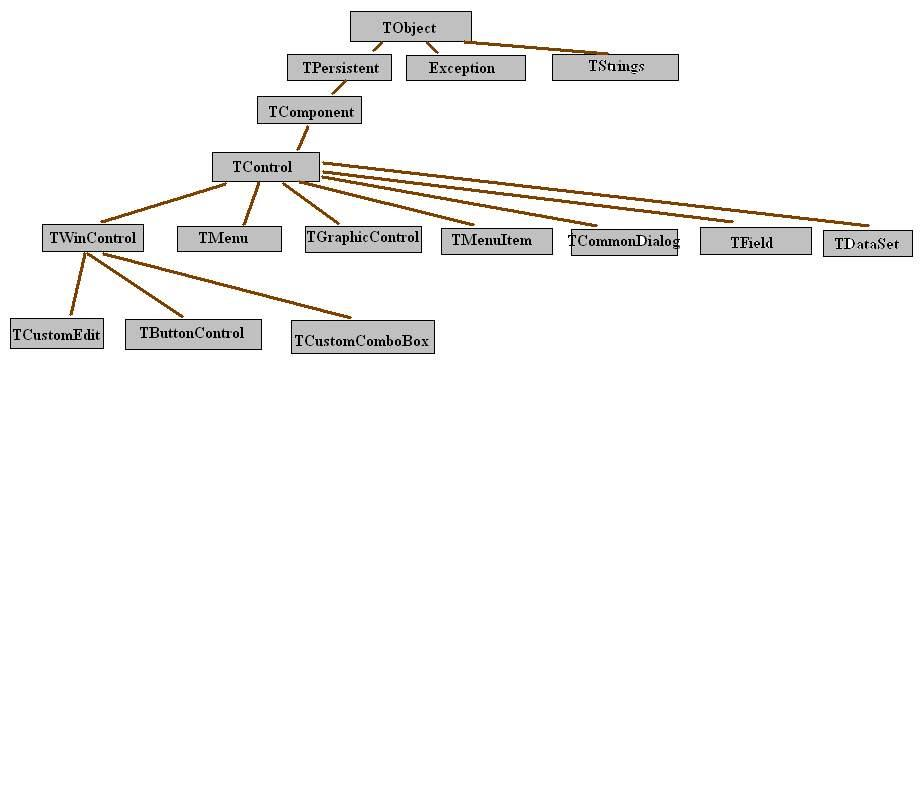 TObject
TPersistent
Exception
TStrings
TComponent
TControl
TWinControl
TMenu
TGraphicControl
TMenuItem
TCommonDialog
TField
TDataSet
TCustomEdit
TButtonControl
TCustomComboBox